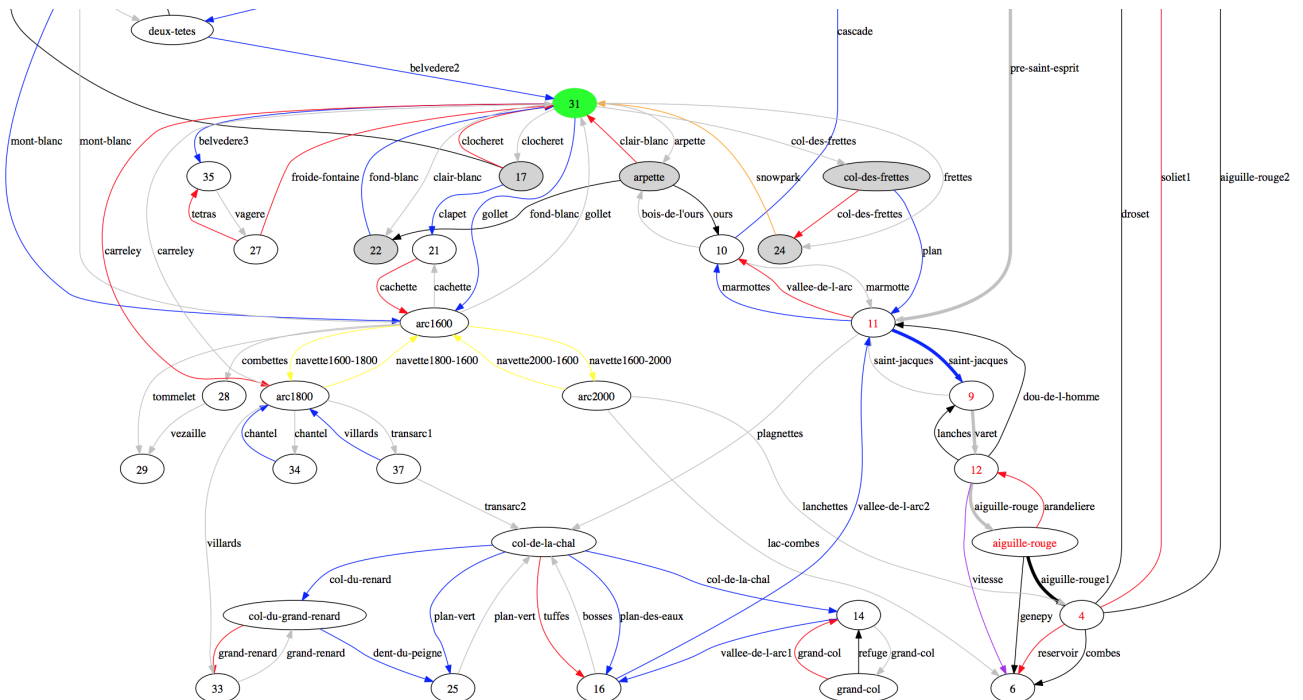 deux-tetes
cascade
belvedere2
pre-saint-esprit
31
mont-blanc
mont-blanc
belvedere3
clocheret
clocheret
clair-blanc
arpette
col-des-frettes
soliet1
aiguille-rouge2
35
froide-fontaine
fond-blanc
clair-blanc
17
arpette
snowpark
col-des-frettes
frettes
droset
tetras
vagere
clapet
gollet
fond-blanc
gollet
bois-de-l'ours
ours
col-des-frettes
carreley
carreley
27
22
21
10
24
plan
cachette
cachette
marmottes
vallee-de-l-arc
marmotte
arc1600
11
combettes
navette1600-1800
navette1800-1600
navette2000-1600
navette1600-2000
saint-jacques
saint-jacques
tommelet
28
arc1800
arc2000
9
dou-de-l-homme
vezaille
chantel
chantel
villards
transarc1
plagnettes
lanches
varet
29
34
37
12
transarc2
lanchettes
vallee-de-l-arc2
aiguille-rouge
arandeliere
villards
col-de-la-chal
lac-combes
aiguille-rouge
col-du-renard
col-de-la-chal
vitesse
aiguille-rouge1
col-du-grand-renard
plan-vert
plan-vert
tuffes
bosses
plan-des-eaux
14
genepy
4
grand-renard
grand-renard
dent-du-peigne
vallee-de-l-arc1
grand-col
refuge
grand-col
reservoir
combes
33
25
16
grand-col
6